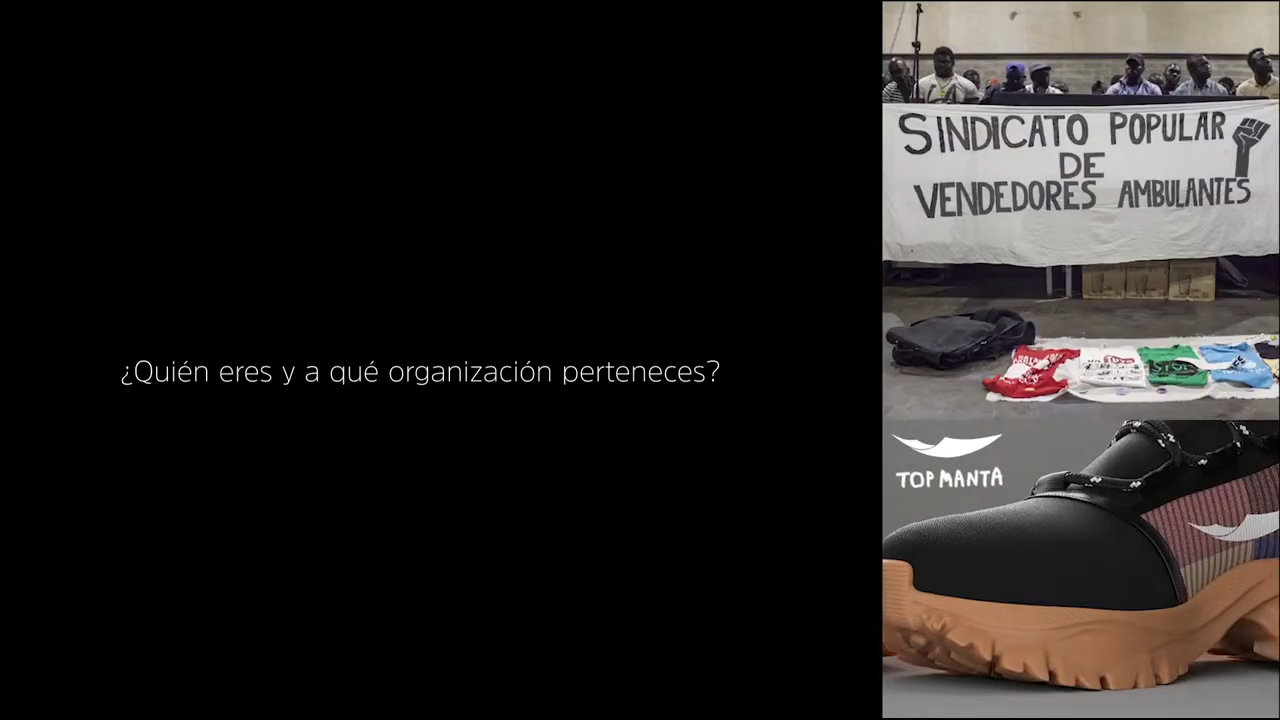 ¿Quién eres y a qué organización perteneces?
SINDICATO POPULAR
DE
VENDEDORES AMBULANTES
TOP MANTA